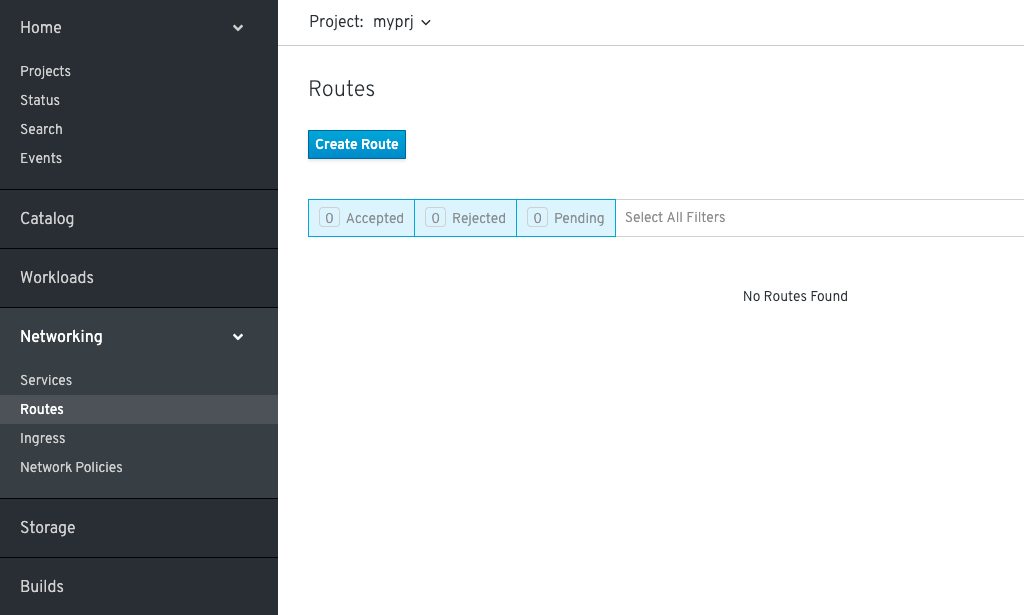 Home
Projects
Status
Search
Events
Catalog
Workloads
Networking
Services
Routes
Ingress
Network Policies
Storage
Builds
Project: myprj
Routes
Create Route
0 Accepted 0 Rejected 0 Pending Select All Filters
No Routes Found